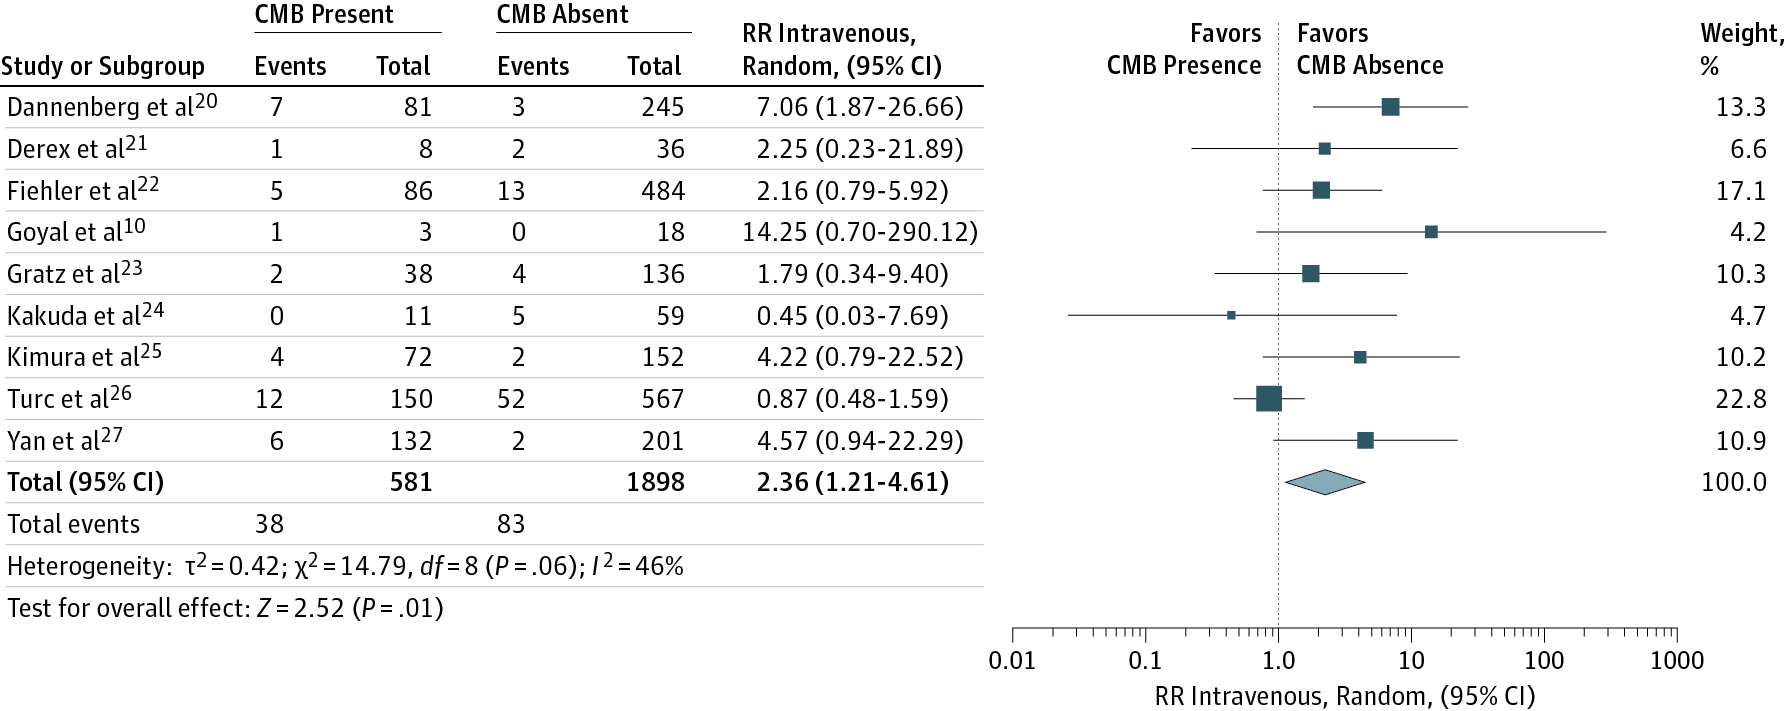 CMB Present CMB Absent
RR Intravenous, Favors Favors Weight,
Study or Subgroup Events Total Events Total Random, (95% CI) CMB Presence CMB Absence %
Dannenberg et al20 7 81 3 245 7.06 (1.87-26.66) 13.3
Derex et al21 1 8 2 36 2.25 (0.23-21.89) 6.6
Fiehler et al22 5 86 13 484 2.16 (0.79-5.92) 17.1
Goyal et al10 1 3 0 18 14.25 (0.70-290.12) 4.2
Gratz et al23 2 38 4 136 1.79 (0.34-9.40) 10.3
Kakuda et al24 0 11 5 59 0.45 (0.03-7.69) 4.7
Kimura et al25 4 72 2 152 4.22 (0.79-22.52) 10.2
Turc et al26 12 150 52 567 0.87 (0.48-1.59) 22.8
Yan et al27 6 132 2 201 4.57 (0.94-22.29) 10.9
Total (95% CI) 581 1898 2.36 (1.21-4.61) 100.0
Total events 38 83
Heterogeneity: τ2 = 0.42; χ2 = 14.79, df = 8 (P = .06); I2 = 46%
Test for overall effect: Z = 2.52 (P = .01)
0.01 0.1 1.0 10 100 1000
RR Intravenous, Random, (95% CI)